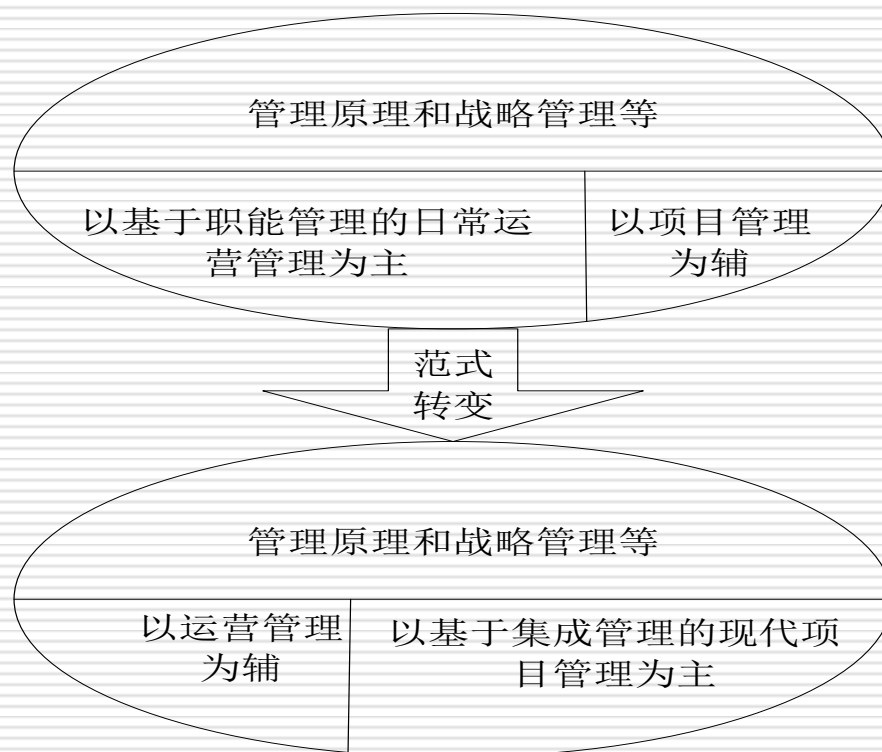 管理原理和战略管理等
以基于职能管理的日常运
营管理为主
以项目管理
为辅
范式
转变
管理原理和战略管理等
以运营管理
为辅
以基于集成管理的现代项
目管理为主